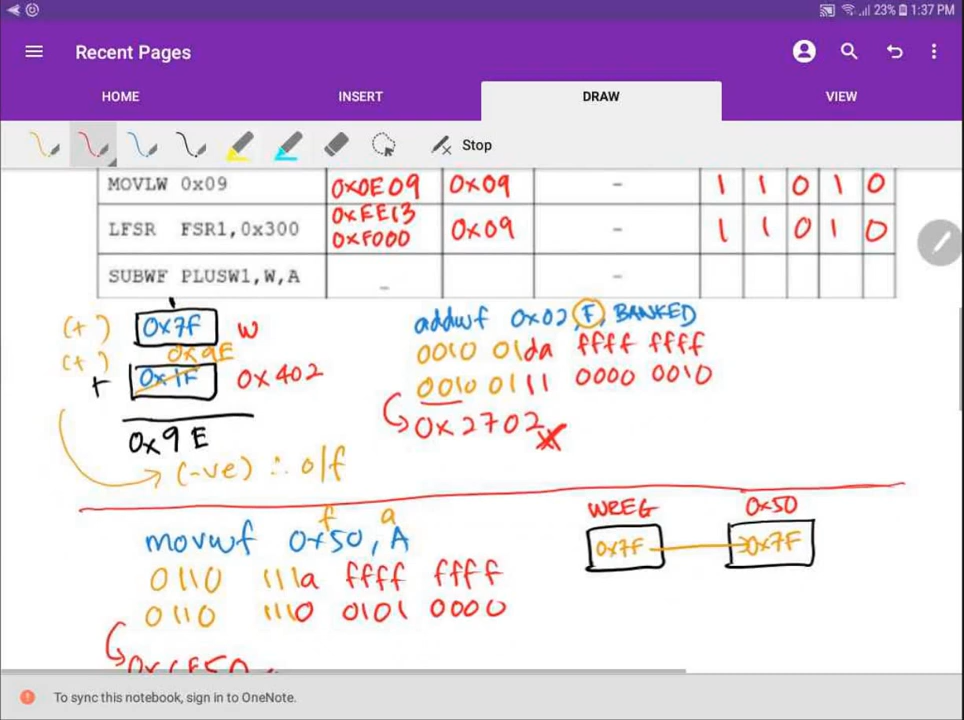 23% 1:37 PM
Recent Pages
HOME INSERT DRAW VIEW
Stop
MOVLW 0x09 0x0E09 0x09 - 1 1 0 1 0
LFSR FSR1,0x300 0xEE13 0xF000 0x09 - 1 1 0 1 0
SUBWF PLUSW1,W,A - -
(+) 0x7F W
0x9E
(+) + 0x1F 0x402
0x9E
(-ve) ∴ o/f
addwf 0x02, F, BANKED
0010 01da ffff ffff
0010 0111 0000 0010
0x2702
f a
movwf 0x50, A
0110 111a ffff ffff
0110 1110 0101 0000
0x6E50
WREG 0x50
0x7F 0x7F
To sync this notebook, sign in to OneNote.